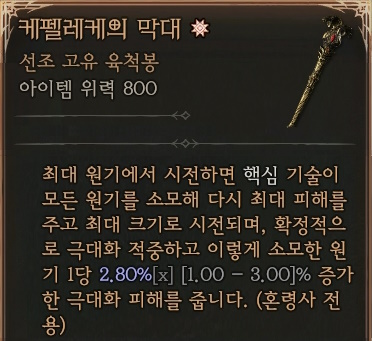 케펠레케의 막대
선조 고유 육척봉
아이템 위력 800
최대 원기에서 시전하면 핵심 기술이
모든 원기를 소모해 다시 최대 피해를
주고 최대 크기로 시전되며, 확정적으
로 극대화 적중하고 이렇게 소모한 원
기 1당 2.80%[x] [1.00 - 3.00]% 증가
한 극대화 피해를 줍니다. (혼령사 전
용)